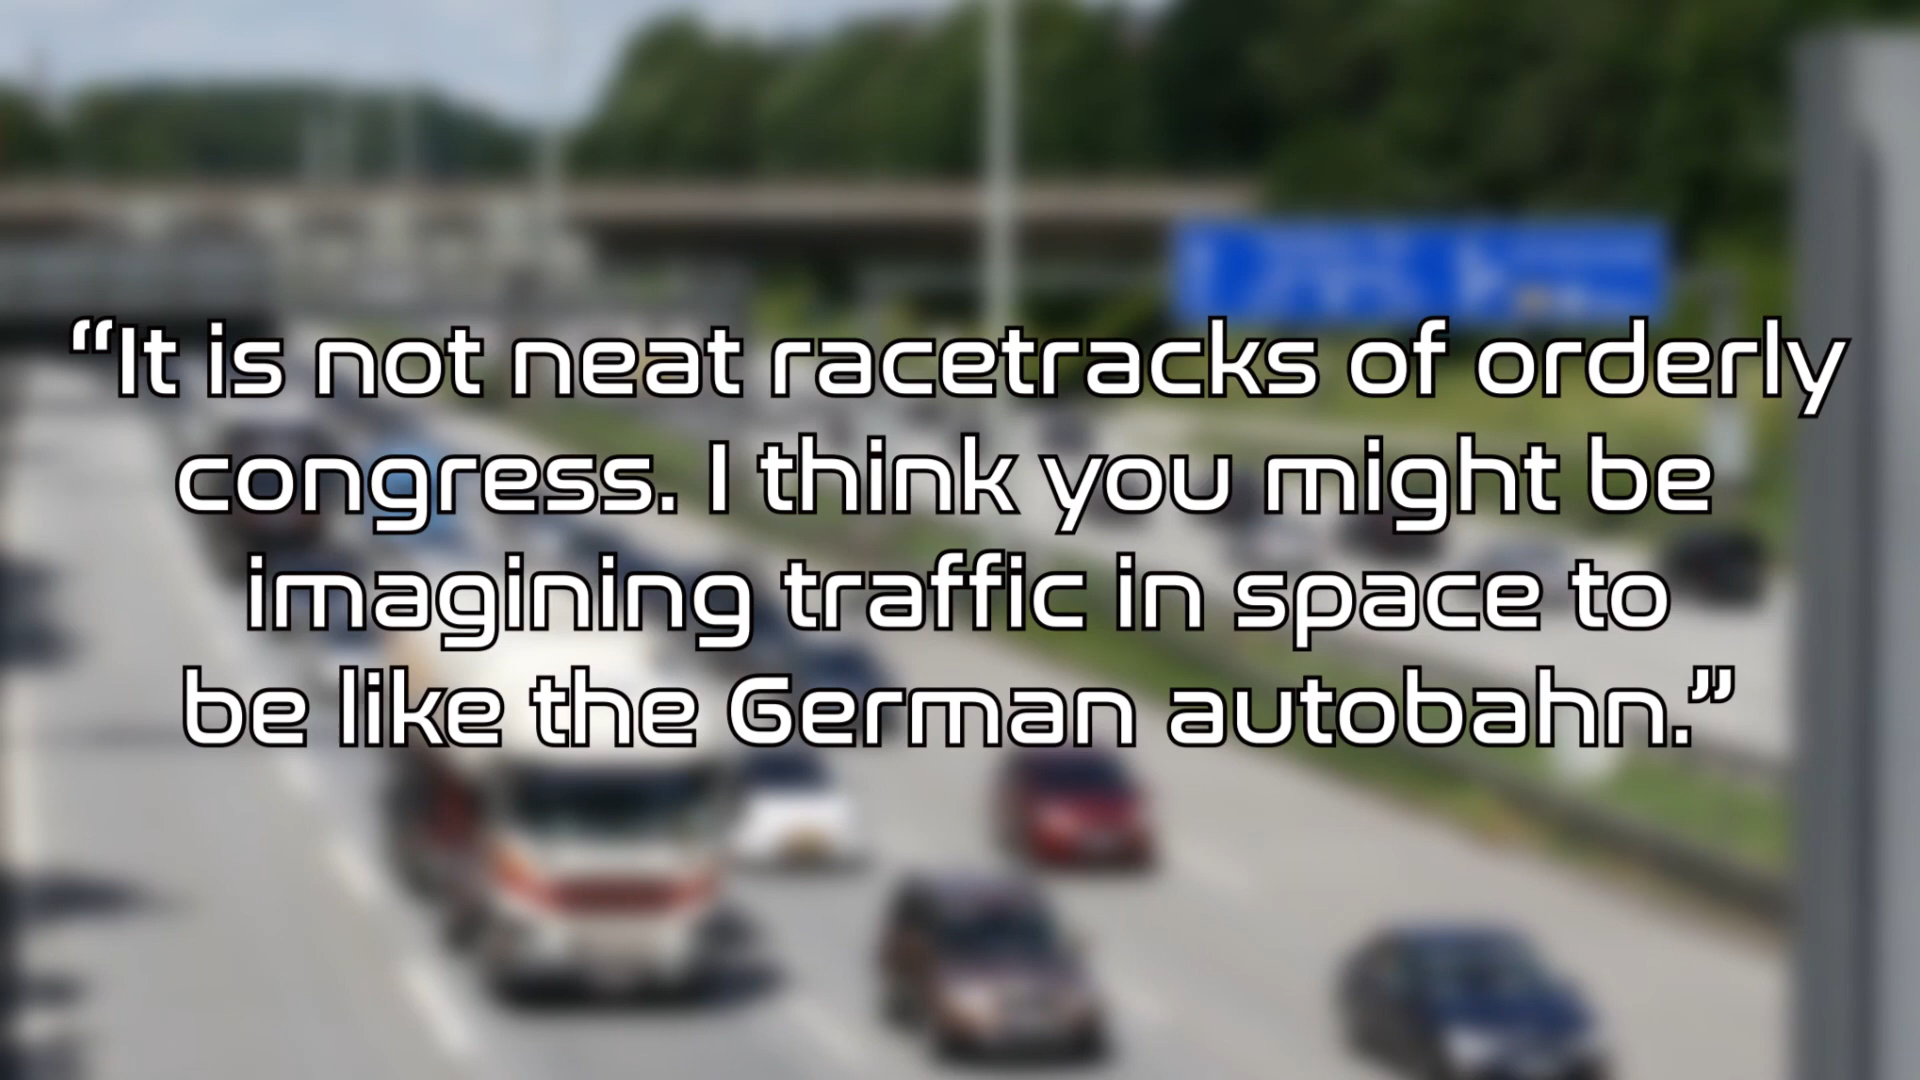 “It is not neat racetracks of orderly
congress. I think you might be
imagining traffic in space to
be like the German autobahn.”